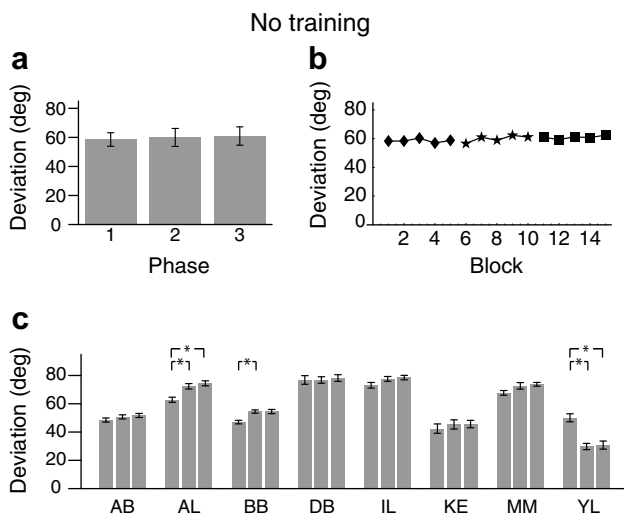 No training
a
Deviation (deg)
80
60
40
20
0
1 2 3
Phase
b
Deviation (deg)
80
60
40
20
0
2 4 6 8 10 12 14
Block
c
Deviation (deg)
80
60
40
20
0
* *
*
* *
AB AL BB DB IL KE MM YL